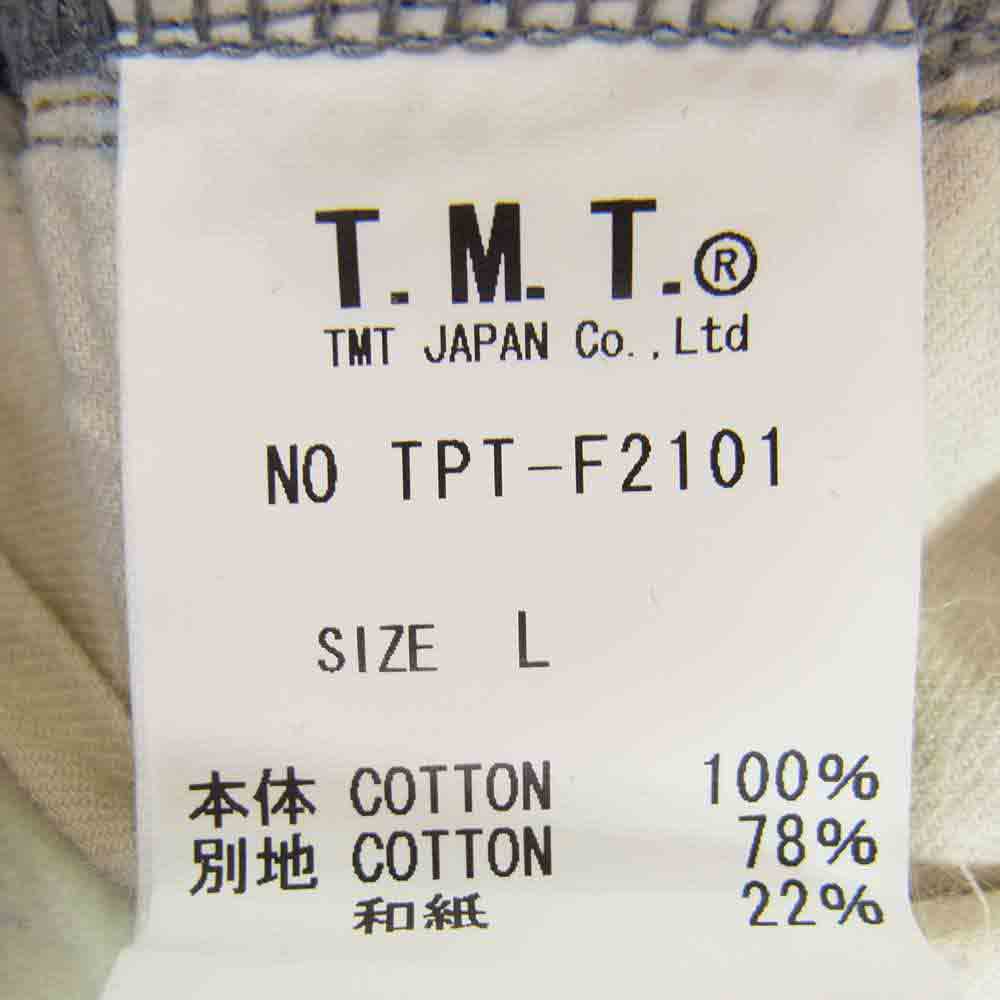 T.M.T.®
TMT JAPAN Co.,Ltd
NO TPT-F2101
SIZE L
本体 COTTON 100%
別地 COTTON 78%
和紙 22%